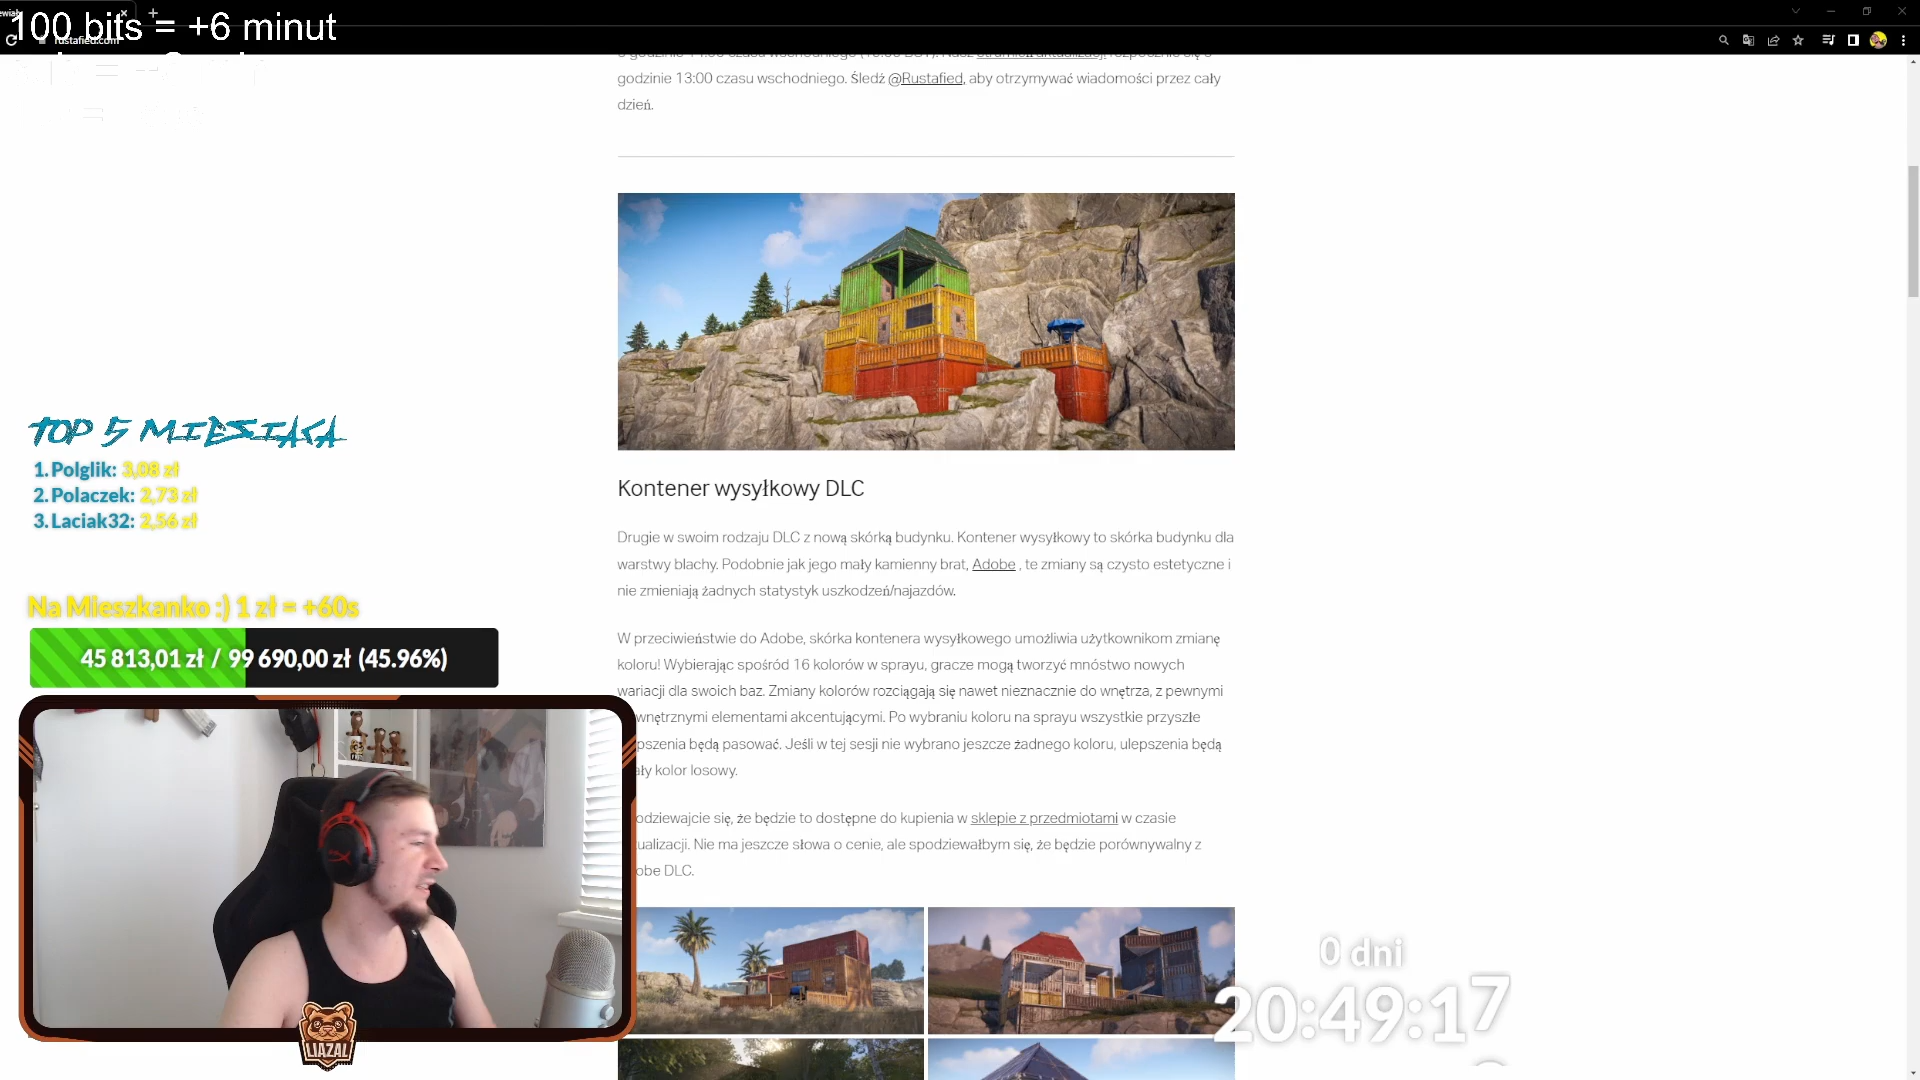 100 bits = +6 minut
rustafied.com
godzinie 13:00 czasu wschodniego. Śledź @Rustafied, aby otrzymywać wiadomości przez cały
dzień.
Kontener wysyłkowy DLC
Drugie w swoim rodzaju DLC z nową skórką budynku. Kontener wysyłkowy to skórka budynku dla
warstwy blachy. Podobnie jak jego mały kamienny brat, Adobe , te zmiany są czysto estetyczne i
nie zmieniają żadnych statystyk uszkodzeń/najazdów.
W przeciwieństwie do Adobe, skórka kontenera wysyłkowego umożliwia użytkownikom zmianę
koloru! Wybierając spośród 16 kolorów w sprayu, gracze mogą tworzyć mnóstwo nowych
wariacji dla swoich baz. Zmiany kolorów rozciągają się nawet nieznacznie do wnętrza, z pewnymi
wnętrznymi elementami akcentującymi. Po wybraniu koloru na sprayu wszystkie przyszłe
pszenia będą pasować. Jeśli w tej sesji nie wybrano jeszcze żadnego koloru, ulepszenia będą
ały kolor losowy.
odziewajcie się, że będzie to dostępne do kupienia w sklepie z przedmiotami w czasie
ualizacji. Nie ma jeszcze słowa o cenie, ale spodziewałbym się, że będzie porównywalny z
obe DLC.
TOP 5 MIESIĄCA
1. Polglik: 3,08 zł
2. Polaczek: 2,73 zł
3. Laciak32: 2,56 zł
Na Mieszkanko :) 1 zł = +60s
45 813,01 zł / 99 690,00 zł (45.96%)
LIAZAL
0 dni
20:49:17